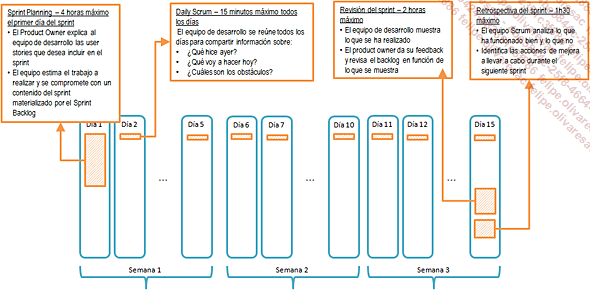 Sprint Planning – 4 horas máximo
el primer día del sprint
• El Product Owner explica al
equipo de desarrollo las user
stories que desea incluir en el
sprint
• El equipo estima el trabajo a
realizar y se compromete con un
contenido del sprint
materializado por el Sprint
Backlog
Daily Scrum – 15 minutos máximo todos
los días
El equipo de desarrollo se reúne todos los
días para compartir información sobre:
• ¿Qué hice ayer?
• ¿Qué voy a hacer hoy?
• ¿Cuáles son los obstáculos?
Revisión del sprint – 2 horas
máximo
• El equipo de desarrollo muestra
lo que se ha realizado
• El product owner da su feedback
y revisa el backlog en función de
lo que se muestra
Retrospectiva del sprint – 1h30
máximo
• El equipo Scrum analiza lo que
ha funcionado bien y lo que no
• Identifica las acciones de mejora
a llevar a cabo durante el
siguiente sprint
Día 1
Día 2
...
Día 5
Día 6
Día 7
...
Día 10
Día 11
Día 12
...
Día 15
Semana 1
Semana 2
Semana 3